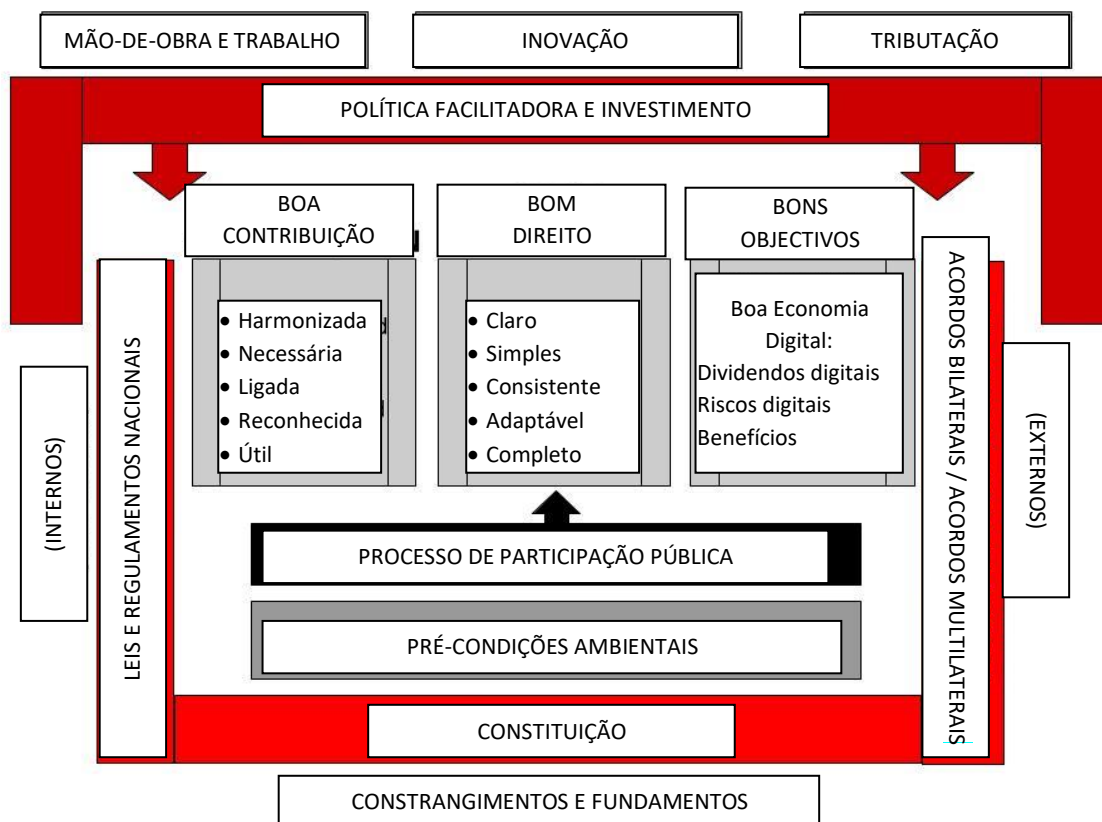 MÃO-DE-OBRA E TRABALHO
INOVAÇÃO
TRIBUTAÇÃO
POLÍTICA FACILITADORA E INVESTIMENTO
BOA
CONTRIBUIÇÃO
• Harmonizada
• Necessária
• Ligada
• Reconhecida
• Útil
BOM
DIREITO
• Claro
• Simples
• Consistente
• Adaptável
• Completo
BONS
OBJECTIVOS
Boa Economia
Digital:
Dividendos digitais
Riscos digitais
Benefícios
(INTERNOS)
LEIS E REGULAMENTOS NACIONAIS
ACORDOS BILATERAIS / ACORDOS MULTILATERAIS
(EXTERNOS)
PROCESSO DE PARTICIPAÇÃO PÚBLICA
PRÉ-CONDIÇÕES AMBIENTAIS
CONSTITUIÇÃO
CONSTRANGIMENTOS E FUNDAMENTOS